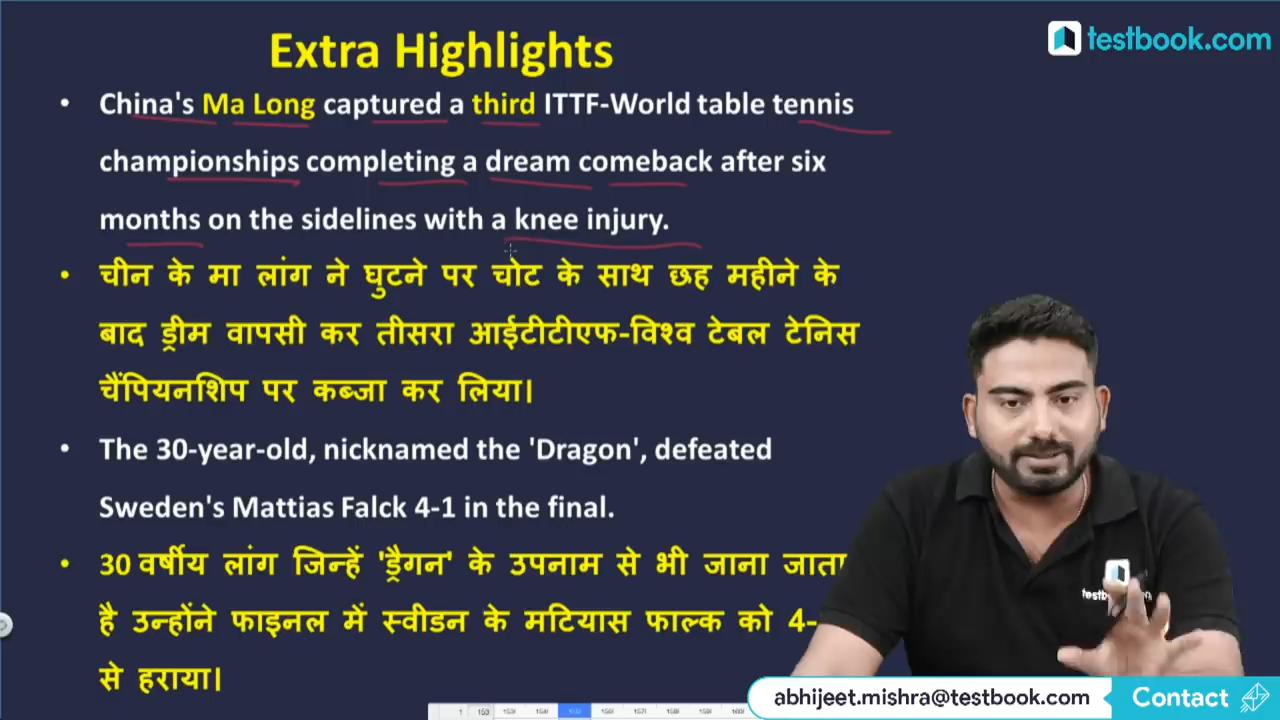 Extra Highlights
testbook.com
• China's Ma Long captured a third ITTF-World table tennis
championships completing a dream comeback after six
months on the sidelines with a knee injury.
• चीन के मा लांग ने घुटने पर चोट के साथ छह महीने के
बाद ड्रीम वापसी कर तीसरा आईटीटीएफ-विश्व टेबल टेनिस
चैंपियनशिप पर कब्जा कर लिया।
• The 30-year-old, nicknamed the 'Dragon', defeated
Sweden's Mattias Falck 4-1 in the final.
• 30 वर्षीय लांग जिन्हें 'ड्रैगन' के उपनाम से भी जाना जाता
है उन्होंने फाइनल में स्वीडन के मटियास फाल्क को 4-
से हराया।
abhijeet.mishra@testbook.com Contact